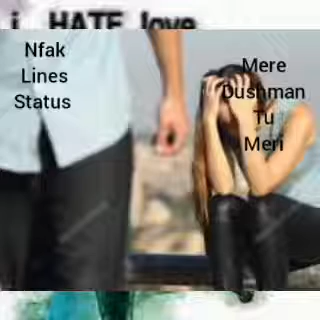 i HATE love
Nfak
Lines
Status
Mere
Dushman
Tu
Meri